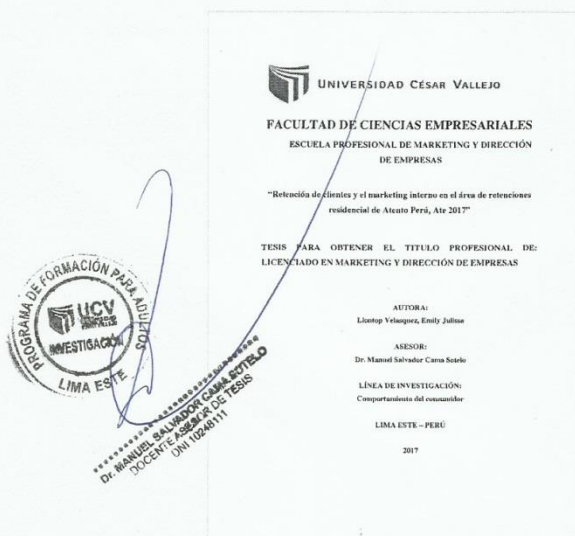 UNIVERSIDAD CÉSAR VALLEJO
FACULTAD DE CIENCIAS EMPRESARIALES
ESCUELA PROFESIONAL DE MARKETING Y DIRECCIÓN
DE EMPRESAS
“Retención de clientes y el marketing interno en el área de retenciones
residencial de Atento Perú, Ate 2017”
TESIS PARA OBTENER EL TITULO PROFESIONAL DE:
LICENCIADO EN MARKETING Y DIRECCIÓN DE EMPRESAS
AUTORA:
Llontop Velasquez, Emily Julissa
ASESOR:
Dr. Manuel Salvador Cama Sotelo
LÍNEA DE INVESTIGACIÓN:
Comportamiento del consumidor
LIMA ESTE – PERÚ
2017
PROGRAMA DE FORMACIÓN PARA ADULTOS
UCV
INVESTIGACIÓN
LIMA ESTE
Dr. MANUEL SALVADOR CAMA SOTELO
DOCENTE ASESOR DE TESIS
DNI 10248111